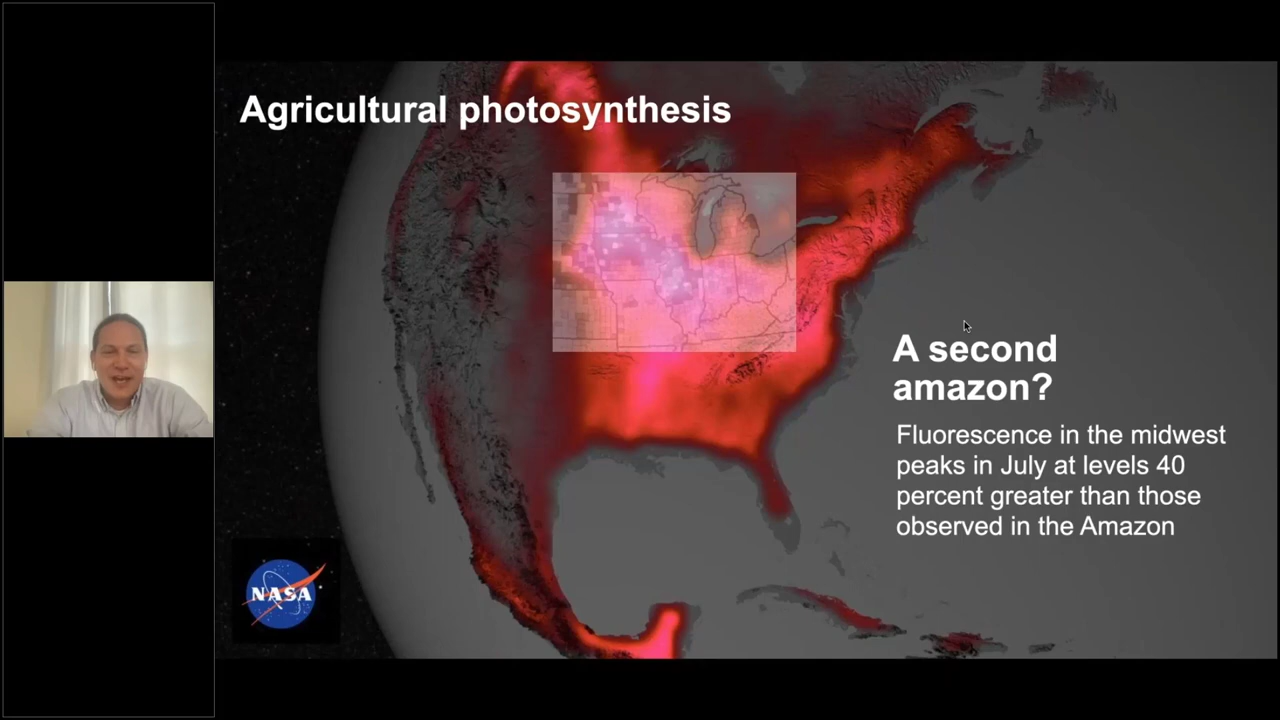 Agricultural photosynthesis
A second
amazon?
Fluorescence in the midwest
peaks in July at levels 40
percent greater than those
observed in the Amazon
NASA